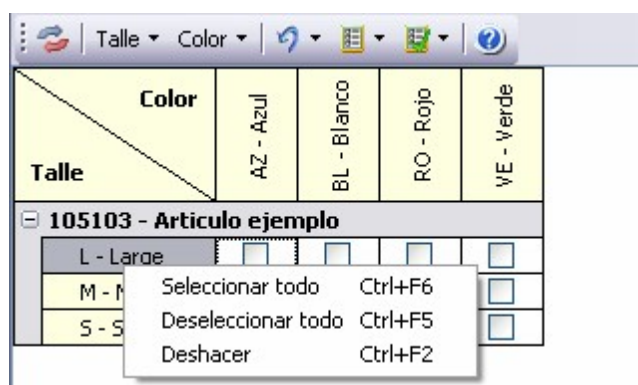 Talle Color
Color
Talle
AZ - Azul
BL - Blanco
RO - Rojo
VE - Verde
105103 - Articulo ejemplo
L - Large
M -
S - S
Seleccionar todo Ctrl+F6
Deseleccionar todo Ctrl+F5
Deshacer Ctrl+F2